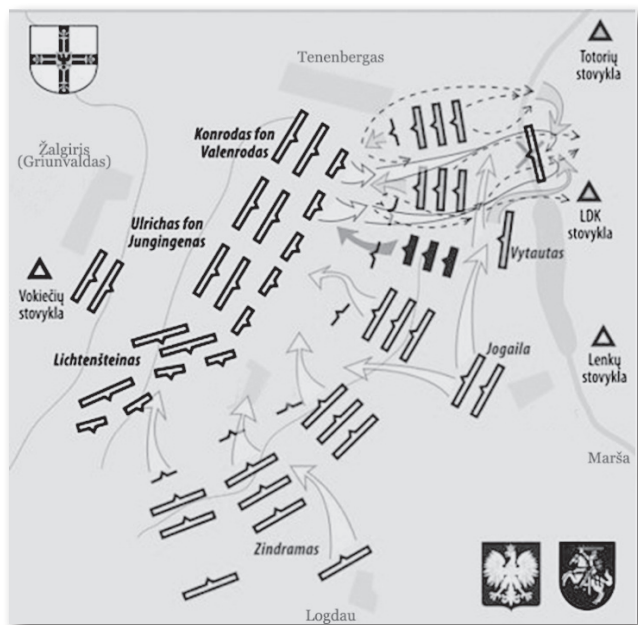 Tenenbergas
Totorių
stovykla
Konrodas fon
Valenrodas
Žalgiris
(Griunvaldas)
Ulrichas fon
Jungingenas
LDK
stovykla
Vytautas
Vokiečių
stovykla
Lichtenšteinas
Jogaila
Lenkų
stovykla
Marša
Zindramas
Logdau